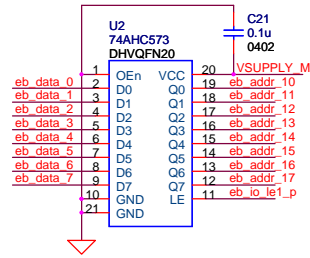 U2
74AHC573
DHVQFN20
C21
0.1u
0402
1 OEn VCC 20 VSUPPLY_M
eb_data_0 2 D0 Q0 19 eb_addr_10
eb_data_1 3 D1 Q1 18 eb_addr_11
eb_data_2 4 D2 Q2 17 eb_addr_12
eb_data_3 5 D3 Q3 16 eb_addr_13
eb_data_4 6 D4 Q4 15 eb_addr_14
eb_data_5 7 D5 Q5 14 eb_addr_15
eb_data_6 8 D6 Q6 13 eb_addr_16
eb_data_7 9 D7 Q7 12 eb_addr_17
10 GND LE 11 eb_io_le1_p
21 GND